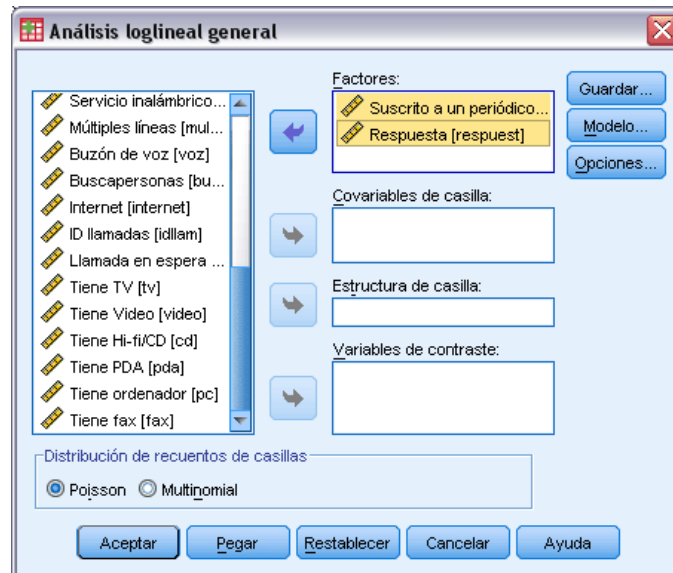 Análisis loglineal general
Servicio inalámbrico...
Múltiples líneas [mul...
Buzón de voz [voz]
Buscapersonas [bu...
Internet [internet]
ID llamadas [idllam]
Llamada en espera ...
Tiene TV [tv]
Tiene Video [video]
Tiene Hi-fi/CD [cd]
Tiene PDA [pda]
Tiene ordenador [pc]
Tiene fax [fax]
Factores:
Suscrito a un periódico...
Respuesta [respuest]
Covariables de casilla:
Estructura de casilla:
Variables de contraste:
Guardar...
Modelo...
Opciones...
Distribución de recuentos de casillas
Poisson
Multinomial
Aceptar
Pegar
Restablecer
Cancelar
Ayuda